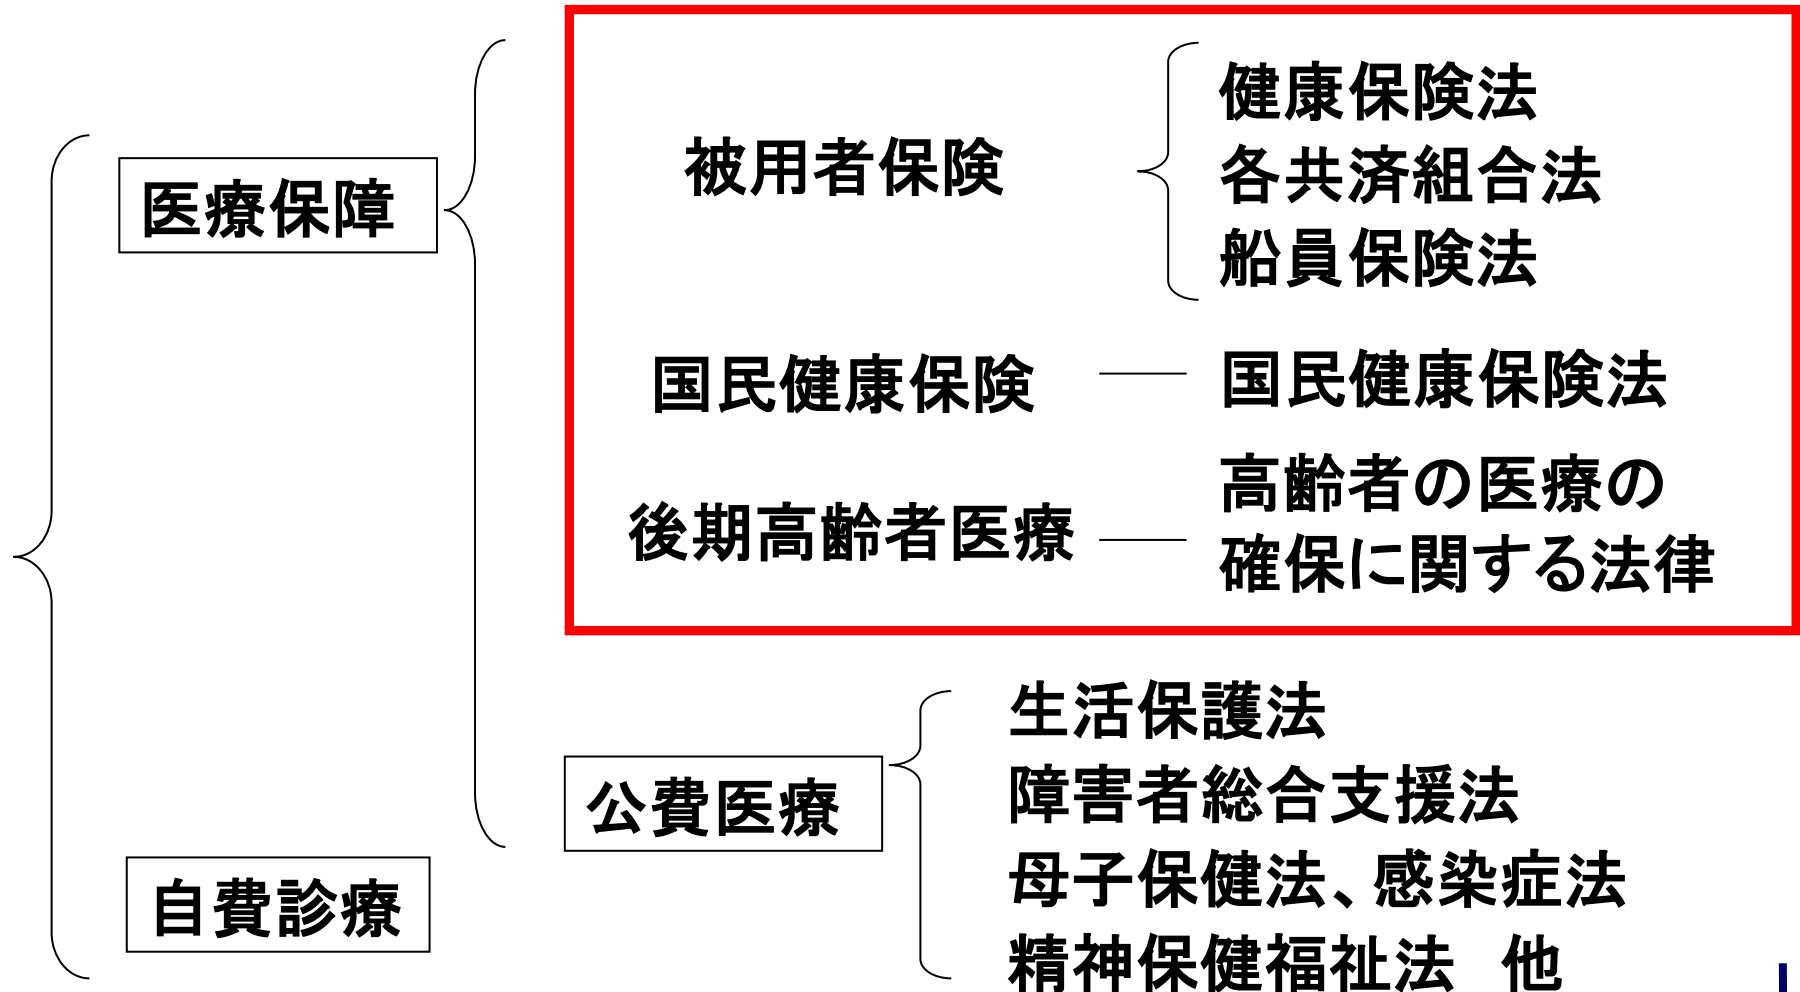 医療保障
被用者保険
健康保険法
各共済組合法
船員保険法
国民健康保険
国民健康保険法
後期高齢者医療
高齢者の医療の
確保に関する法律
公費医療
生活保護法
障害者総合支援法
母子保健法、感染症法
精神保健福祉法　他
自費診療